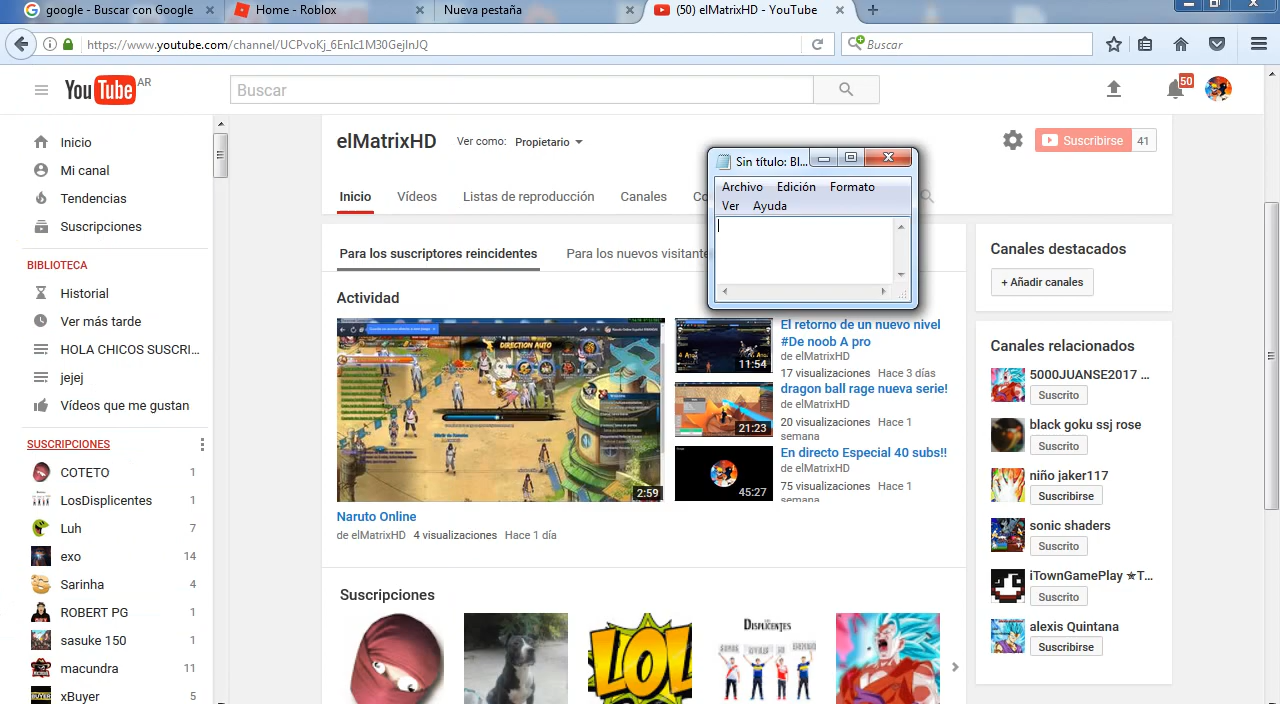 google - Buscar con Google
Home - Roblox
Nueva pestaña
(50) elMatrixHD - YouTube
https://www.youtube.com/channel/UCPvoKj_6EnIc1M30GejlnJQ
Buscar
YouTube AR
Buscar
50
Inicio
Mi canal
Tendencias
Suscripciones
BIBLIOTECA
Historial
Ver más tarde
HOLA CHICOS SUSCRI...
jejej
Vídeos que me gustan
SUSCRIPCIONES
COTETO 1
LosDisplicentes 1
Luh 7
exo 14
Sarinha 4
ROBERT PG 1
sasuke 150 1
macundra 11
xBuyer 5
elMatrixHD
Ver como: Propietario
Suscribirse 41
Inicio
Vídeos
Listas de reproducción
Canales
Co
Sin título: Bl...
Archivo Edición Formato
Ver Ayuda
Para los suscriptores reincidentes
Para los nuevos visitante
Actividad
DIRECTION AUTO
2:59
Naruto Online
de elMatrixHD 4 visualizaciones Hace 1 día
11:54
El retorno de un nuevo nivel
#De noob A pro
de elMatrixHD
17 visualizaciones Hace 3 días
21:23
dragon ball rage nueva serie!
de elMatrixHD
20 visualizaciones Hace 1
semana
45:27
En directo Especial 40 subs!!
de elMatrixHD
75 visualizaciones Hace 1
semana
Suscripciones
LOL
DISPLICENTES
Canales destacados
+ Añadir canales
Canales relacionados
5000JUANSE2017 ...
Suscrito
black goku ssj rose
Suscrito
niño jaker117
Suscribirse
sonic shaders
Suscrito
iTownGamePlay ★T...
Suscrito
alexis Quintana
Suscribirse